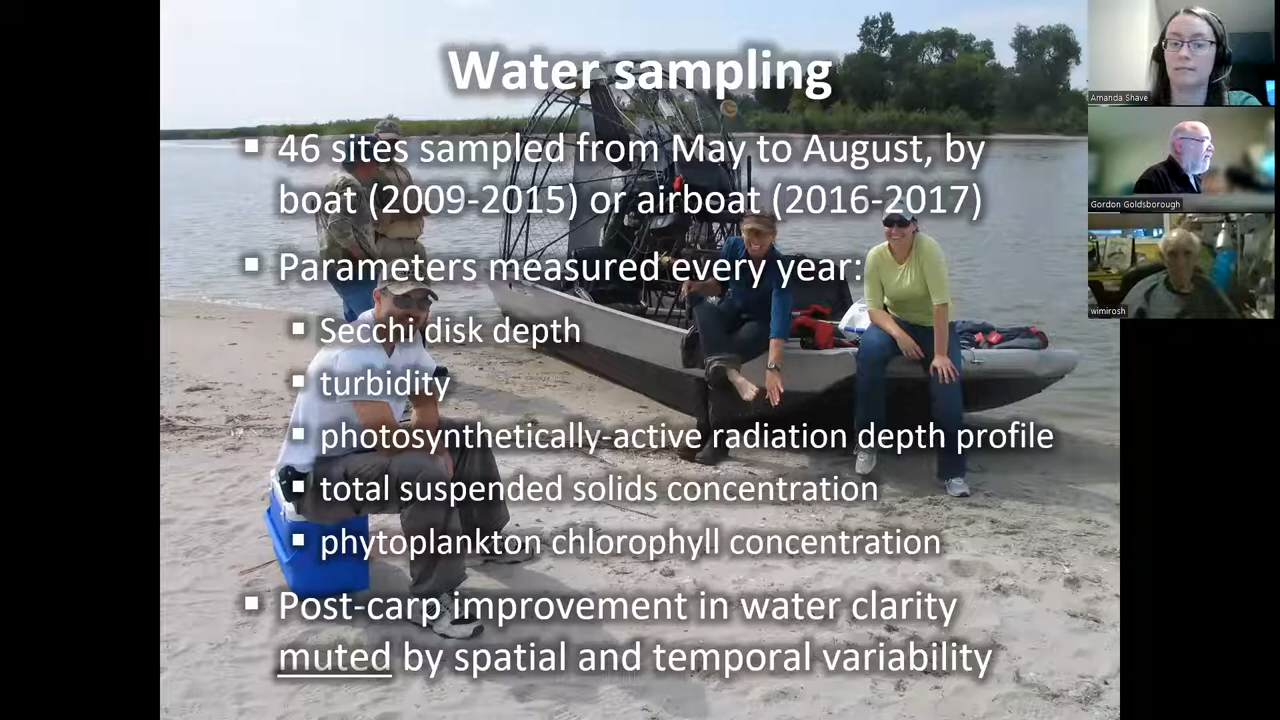 Water sampling
▪ 46 sites sampled from May to August, by
boat (2009-2015) or airboat (2016-2017)
▪ Parameters measured every year:
▪ Secchi disk depth
▪ turbidity
▪ photosynthetically-active radiation depth profile
▪ total suspended solids concentration
▪ phytoplankton chlorophyll concentration
▪ Post-carp improvement in water clarity
muted by spatial and temporal variability
Amanda Shave
Gordon Goldsborough
wimirosh